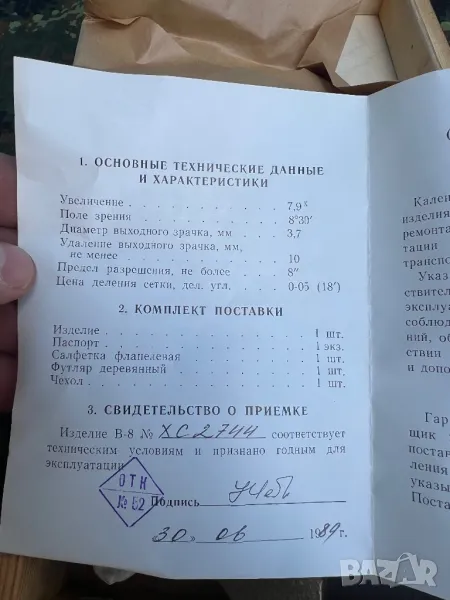 1. ОСНОВНЫЕ ТЕХНИЧЕСКИЕ ДАННЫЕ
И ХАРАКТЕРИСТИКИ
Увеличение . . . . . . . . . . . 7,9ˣ
Поле зрения . . . . . . . . . . . 8°30′
Диаметр выходного зрачка, мм . . . . 3,7
Удаление выходного зрачка, мм,
не менее . . . . . . . . . . . 10
Предел разрешения, не более . . . . 8″
Цена деления сетки, дел. угл. . . . 0-05 (18′)
2. КОМПЛЕКТ ПОСТАВКИ
Изделие . . . . . . . . . . . 1 шт.
Паспорт . . . . . . . . . . . 1 экз.
Салфетка фланелевая . . . . . . 1 шт.
Футляр деревянный . . . . . . 1 шт.
Чехол . . . . . . . . . . . 1 шт.
3. СВИДЕТЕЛЬСТВО О ПРИЕМКЕ
Изделие В-8 № ХС2744 соответствует
техническим условиям и признано годным для
эксплуатации
ОТК
№ 52
Подпись
30 » 06 1989г.
Кален
изделия
ремонта
тации
транспо
Указ
ствител
эксплуа
соблюд
ний, об
ствии
и допо
Гар
щик
постав
ления
указы
Поста
BAZAR